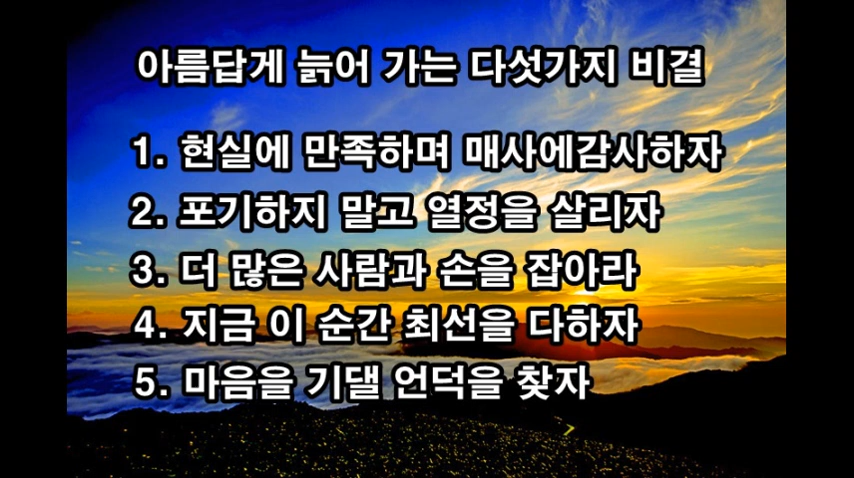 아름답게 늙어 가는 다섯가지 비결
1. 현실에 만족하며 매사에감사하자
2. 포기하지 말고 열정을 살리자
3. 더 많은 사람과 손을 잡아라
4. 지금 이 순간 최선을 다하자
5. 마음을 기댈 언덕을 찾자